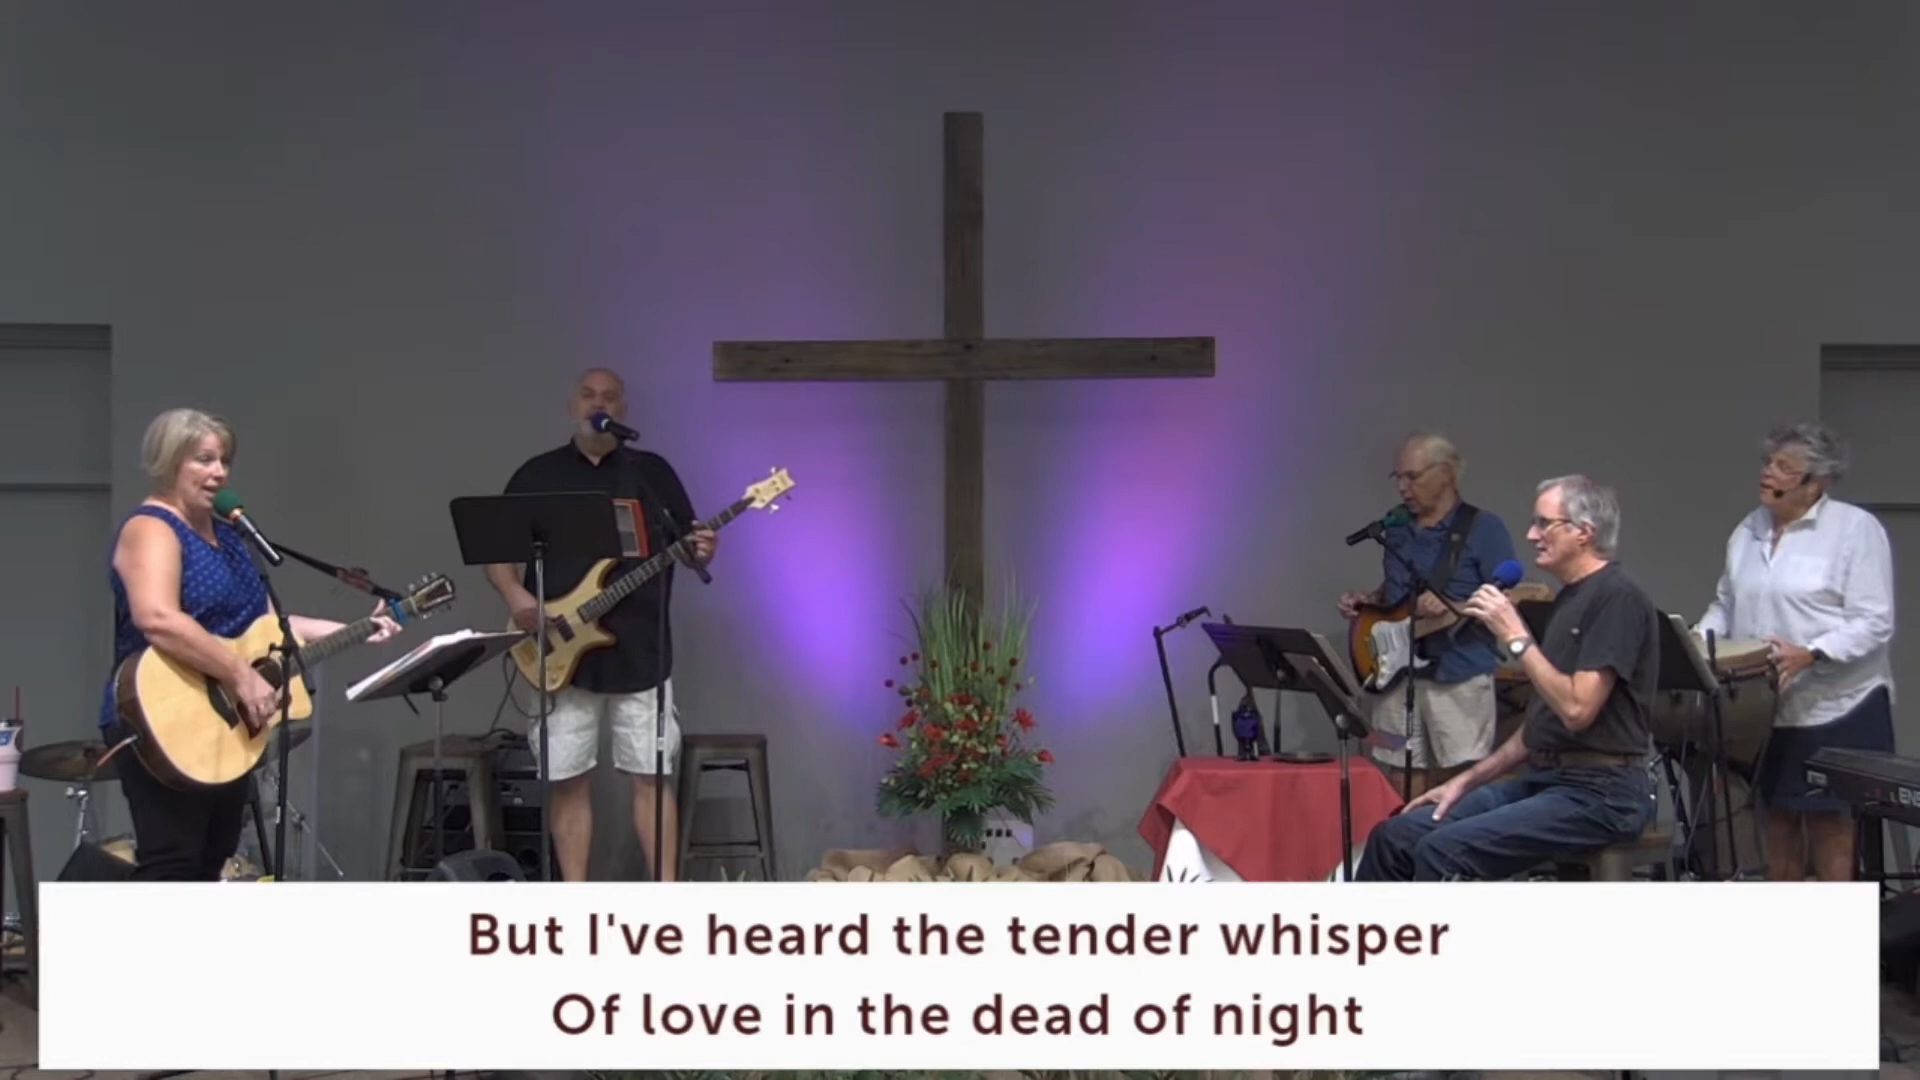 But I've heard the tender whisper
Of love in the dead of night